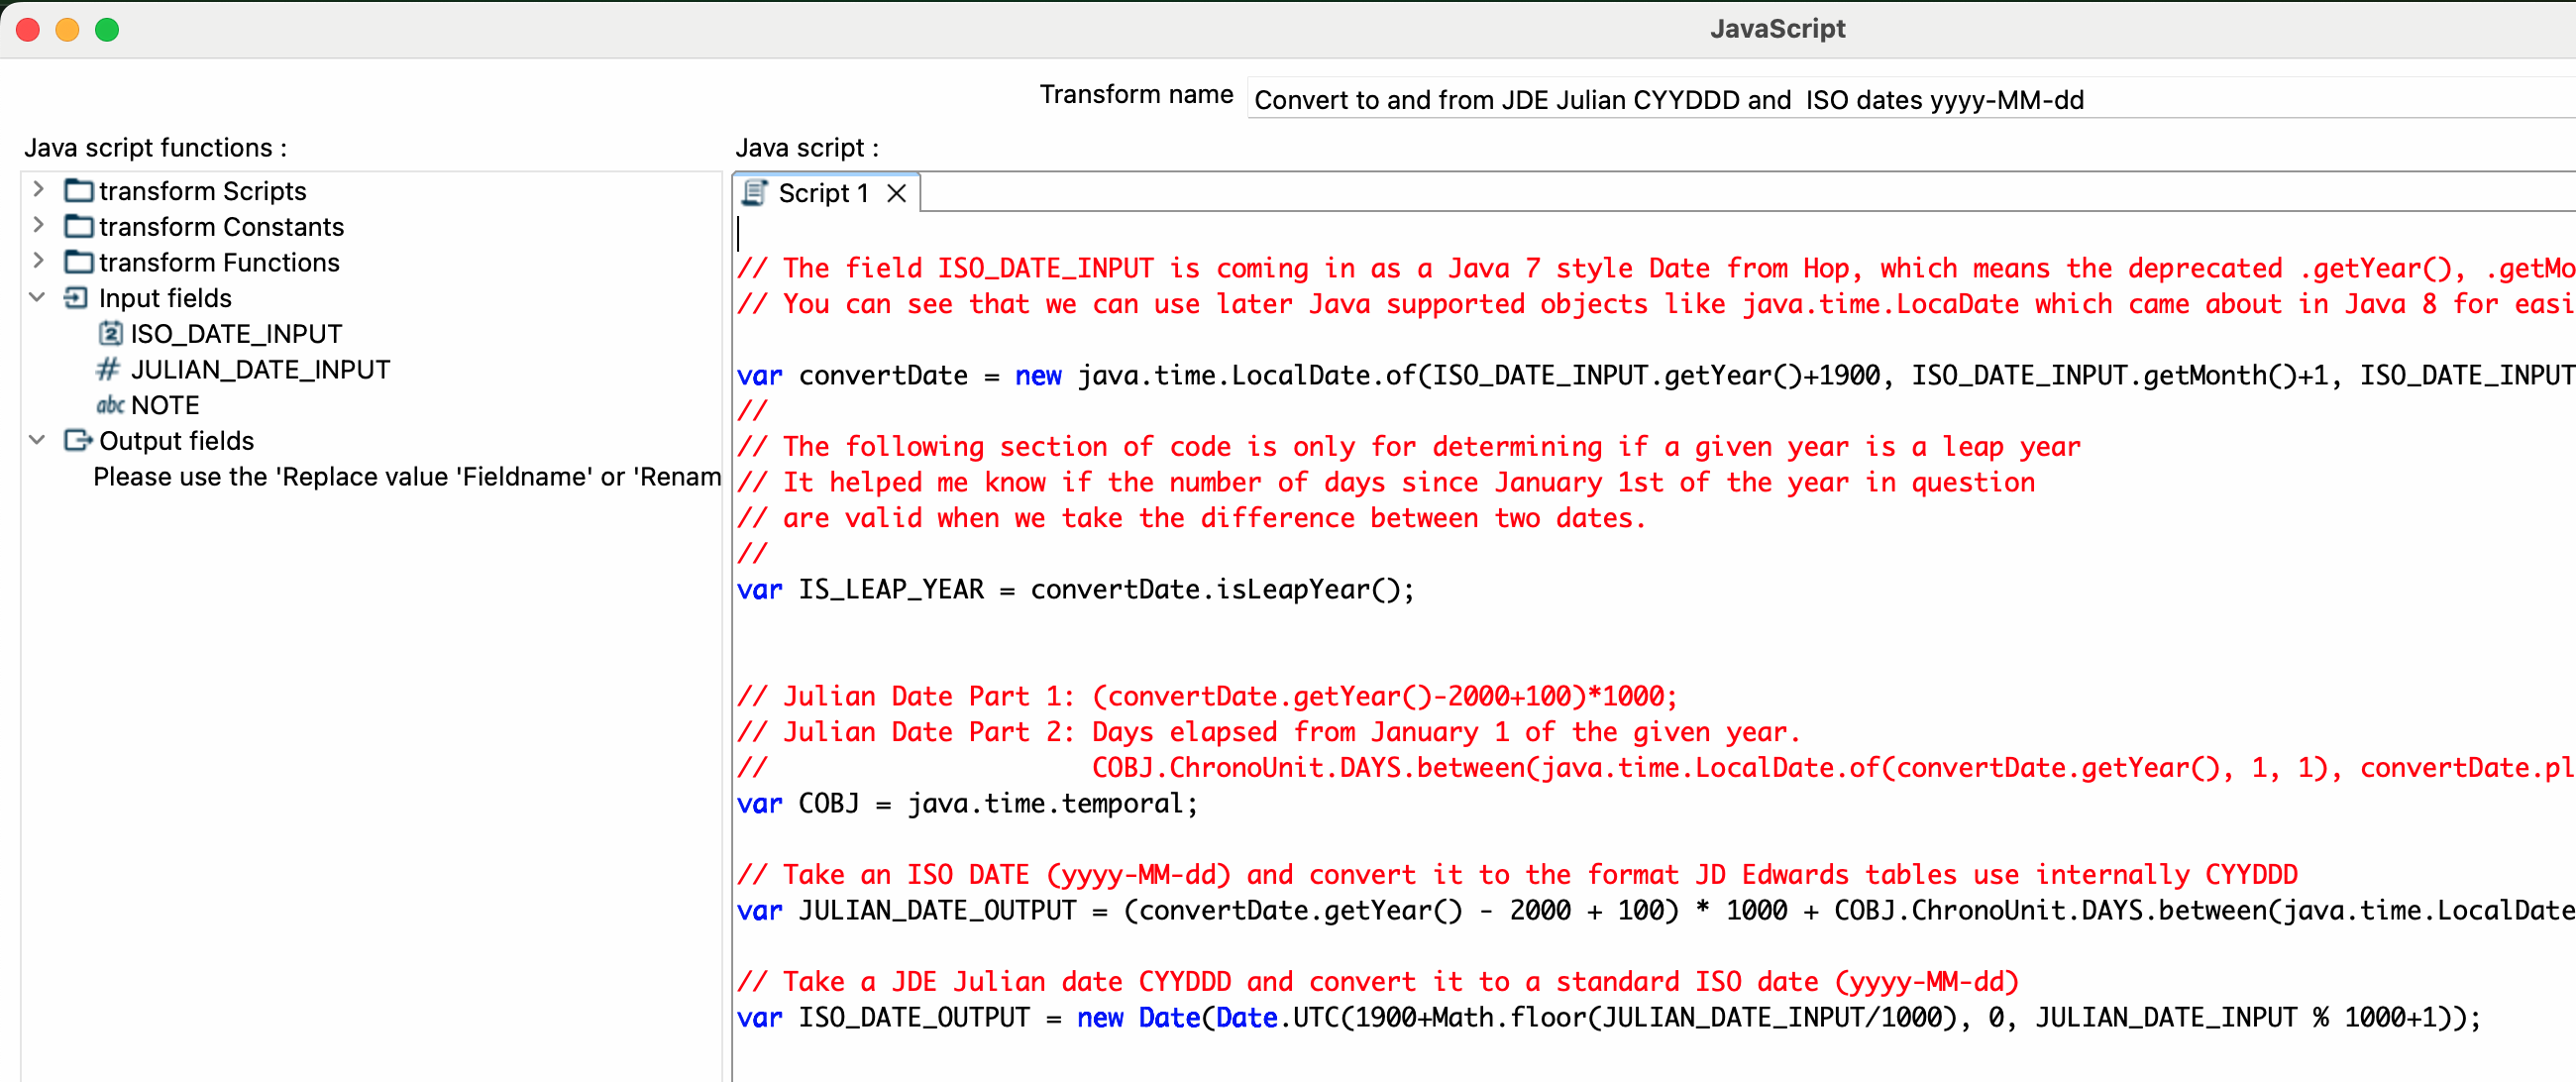 JavaScript
Transform name Convert to and from JDE Julian CYYDDD and  ISO dates yyyy-MM-dd
Java script functions :
transform Scripts
transform Constants
transform Functions
Input fields
ISO_DATE_INPUT
JULIAN_DATE_INPUT
abc NOTE
Output fields
Please use the 'Replace value 'Fieldname' or 'Renam
Java script :
Script 1
// The field ISO_DATE_INPUT is coming in as a Java 7 style Date from Hop, which means the deprecated .getYear(), .getMo
// You can see that we can use later Java supported objects like java.time.LocaDate which came about in Java 8 for easi
var convertDate = new java.time.LocalDate.of(ISO_DATE_INPUT.getYear()+1900, ISO_DATE_INPUT.getMonth()+1, ISO_DATE_INPUT
//
// The following section of code is only for determining if a given year is a leap year
// It helped me know if the number of days since January 1st of the year in question
// are valid when we take the difference between two dates.
//
var IS_LEAP_YEAR = convertDate.isLeapYear();
// Julian Date Part 1: (convertDate.getYear()-2000+100)*1000;
// Julian Date Part 2: Days elapsed from January 1 of the given year.
//                     COBJ.ChronoUnit.DAYS.between(java.time.LocalDate.of(convertDate.getYear(), 1, 1), convertDate.pl
var COBJ = java.time.temporal;
// Take an ISO DATE (yyyy-MM-dd) and convert it to the format JD Edwards tables use internally CYYDDD
var JULIAN_DATE_OUTPUT = (convertDate.getYear() - 2000 + 100) * 1000 + COBJ.ChronoUnit.DAYS.between(java.time.LocalDate
// Take a JDE Julian date CYYDDD and convert it to a standard ISO date (yyyy-MM-dd)
var ISO_DATE_OUTPUT = new Date(Date.UTC(1900+Math.floor(JULIAN_DATE_INPUT/1000), 0, JULIAN_DATE_INPUT % 1000+1));